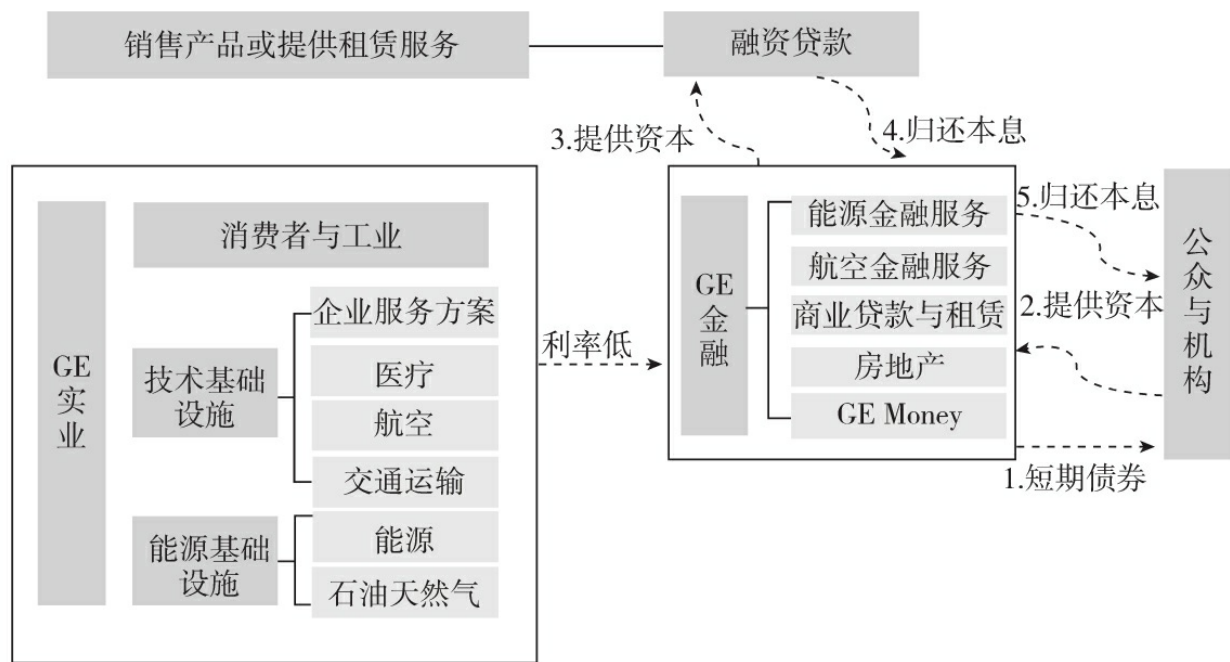 销售产品或提供租赁服务
融资贷款
3.提供资本
4.归还本息
GE
实
业
消费者与工业
技术基础
设施
企业服务方案
医疗
航空
交通运输
能源基础
设施
能源
石油天然气
利率低
GE
金
融
能源金融服务
航空金融服务
商业贷款与租赁
房地产
GE Money
5.归还本息
2.提供资本
1.短期债券
公
众
与
机
构